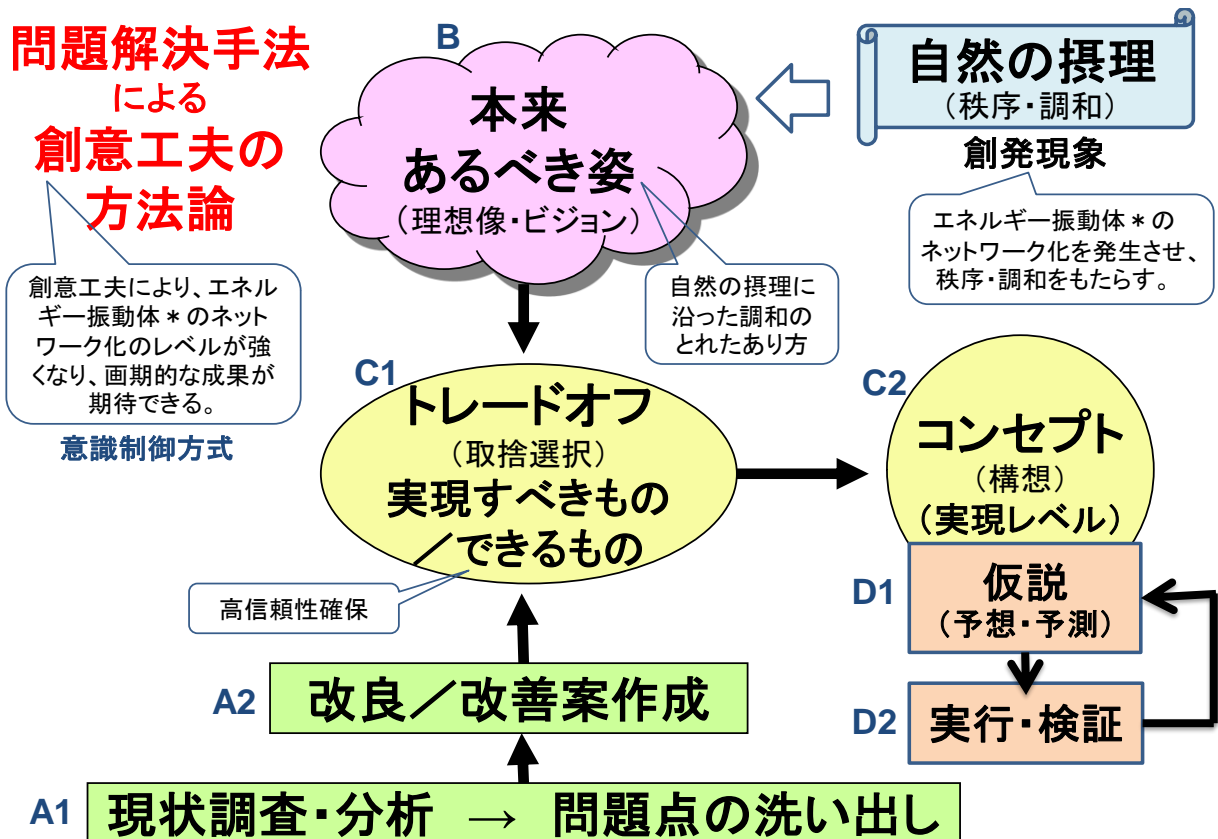 問題解決手法
による
創意工夫の
方法論
創意工夫により、エネル
ギー振動体*のネット
ワーク化のレベルが強
くなり、画期的な成果が
期待できる。
意識制御方式
B
本来
あるべき姿
（理想像・ビジョン）
自然の摂理に
沿った調和の
とれたあり方
自然の摂理
（秩序・調和）
創発現象
エネルギー振動体*の
ネットワーク化を発生させ、
秩序・調和をもたらす。
C1
トレードオフ
（取捨選択）
実現すべきもの
／できるもの
高信頼性確保
C2
コンセプト
（構想）
（実現レベル）
D1
仮説
（予想・予測）
D2
実行・検証
A2
改良／改善案作成
A1
現状調査・分析 → 問題点の洗い出し